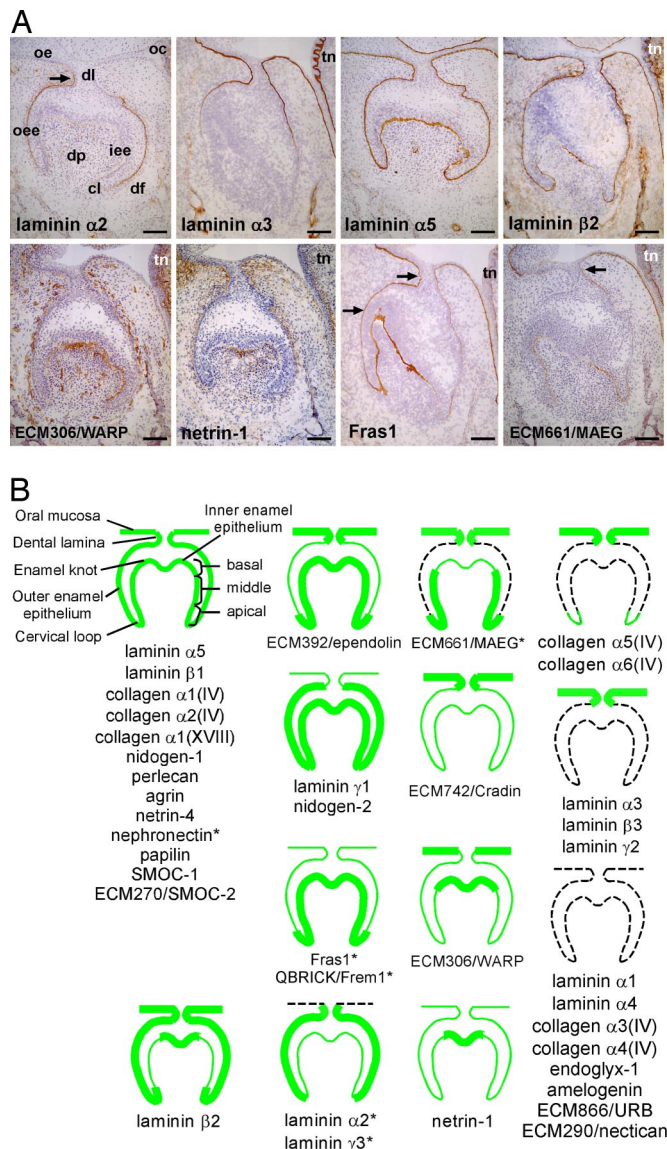 A
oe
oc
dl
oee
iee
dp
cl
df
laminin α2
tn
laminin α3
laminin α5
tn
laminin β2
tn
ECM306/WARP
tn
netrin-1
tn
Fras1
tn
ECM661/MAEG
B
Oral mucosa
Dental lamina
Enamel knot
Outer enamel
epithelium
Cervical loop
Inner enamel
epithelium
basal
middle
apical
laminin α5
laminin β1
collagen α1(IV)
collagen α2(IV)
collagen α1(XVIII)
nidogen-1
perlecan
agrin
netrin-4
nephronectin*
papilin
SMOC-1
ECM270/SMOC-2
laminin β2
ECM392/ependolin
laminin γ1
nidogen-2
Fras1*
QBRICK/Frem1*
laminin α2*
laminin γ3*
ECM661/MAEG*
ECM742/Cradin
ECM306/WARP
netrin-1
collagen α5(IV)
collagen α6(IV)
laminin α3
laminin β3
laminin γ2
laminin α1
laminin α4
collagen α3(IV)
collagen α4(IV)
endoglyx-1
amelogenin
ECM866/URB
ECM290/nectican